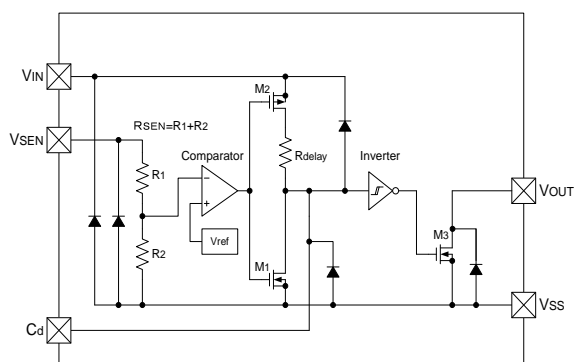 VIN
M2
VSEN
RSEN=R1+R2
Comparator
Rdelay
Inverter
R1
−
+
VOUT
M3
Vref
R2
M1
VSS
Cd